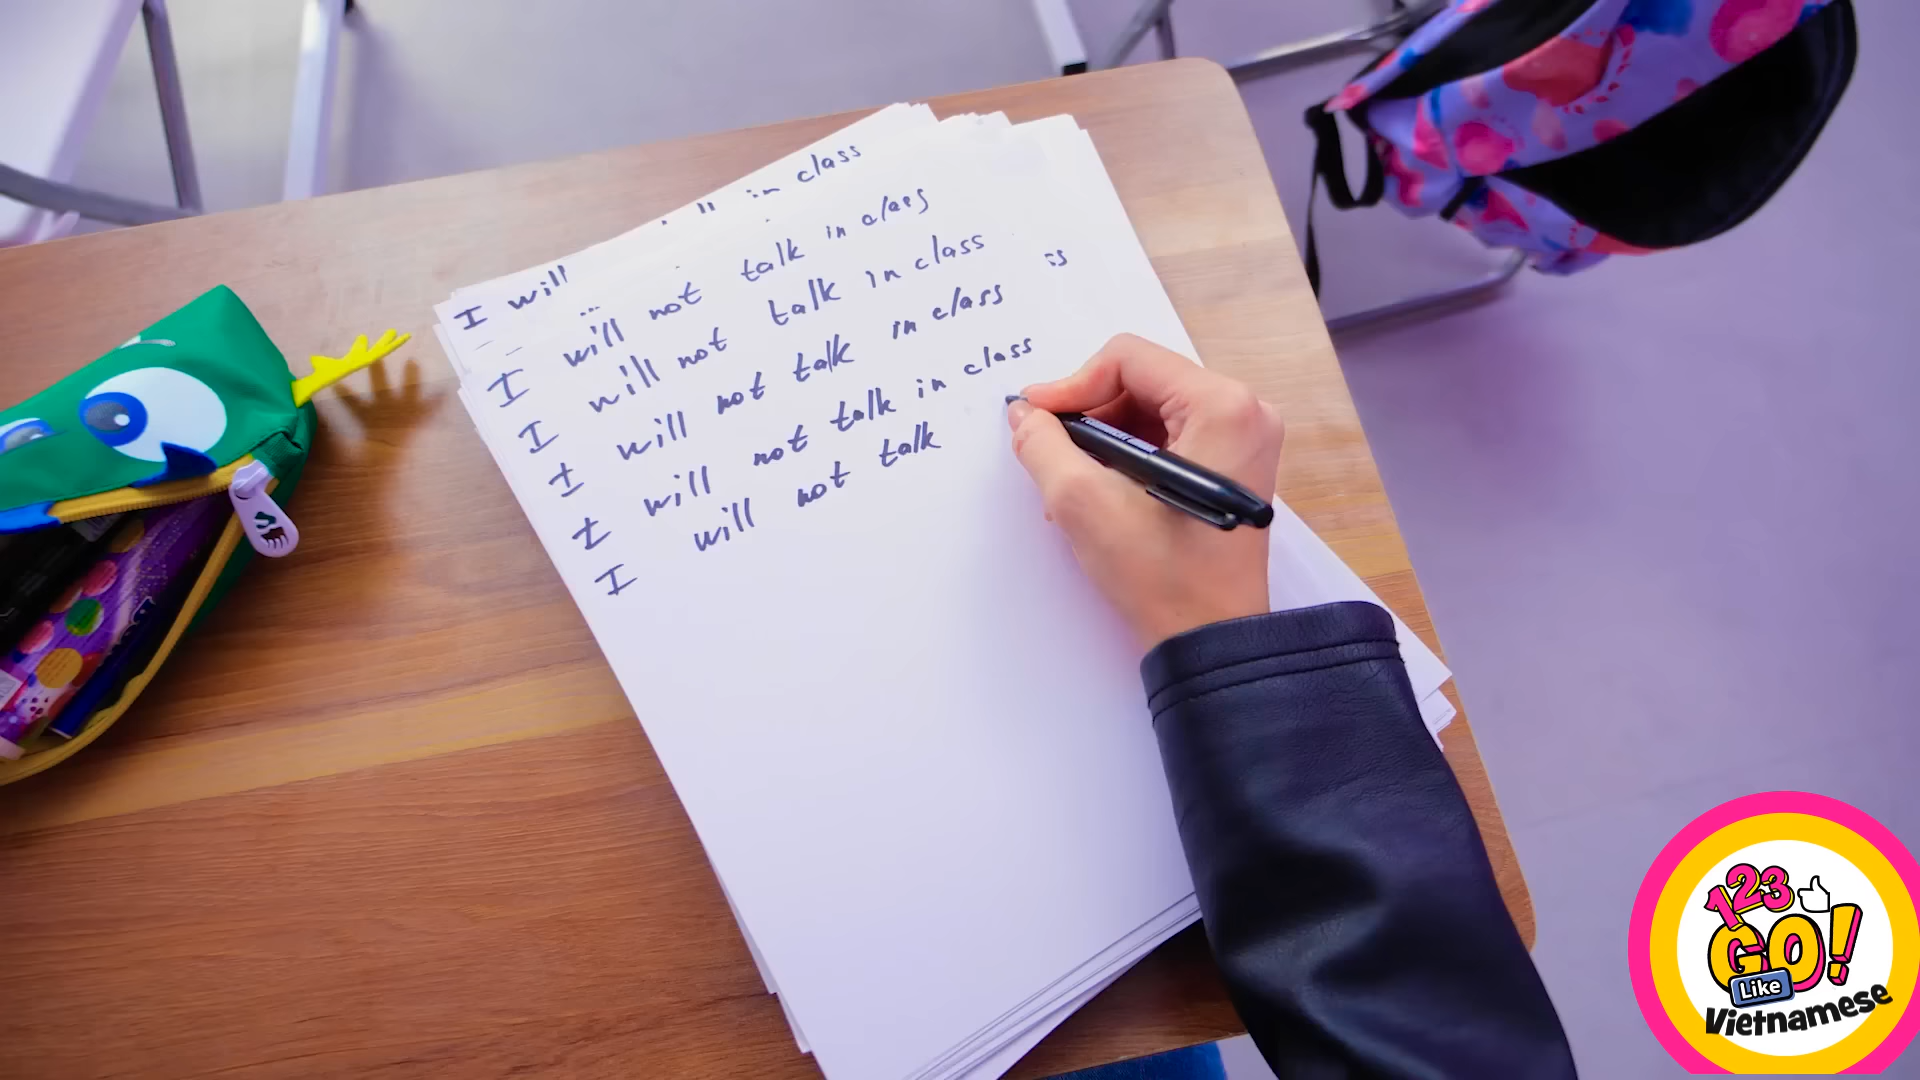 I will in class
I will not talk in class
I will not talk in class
I will not talk in class
I will not talk in class
I will not talk
123
GO!
Like
Vietnamese